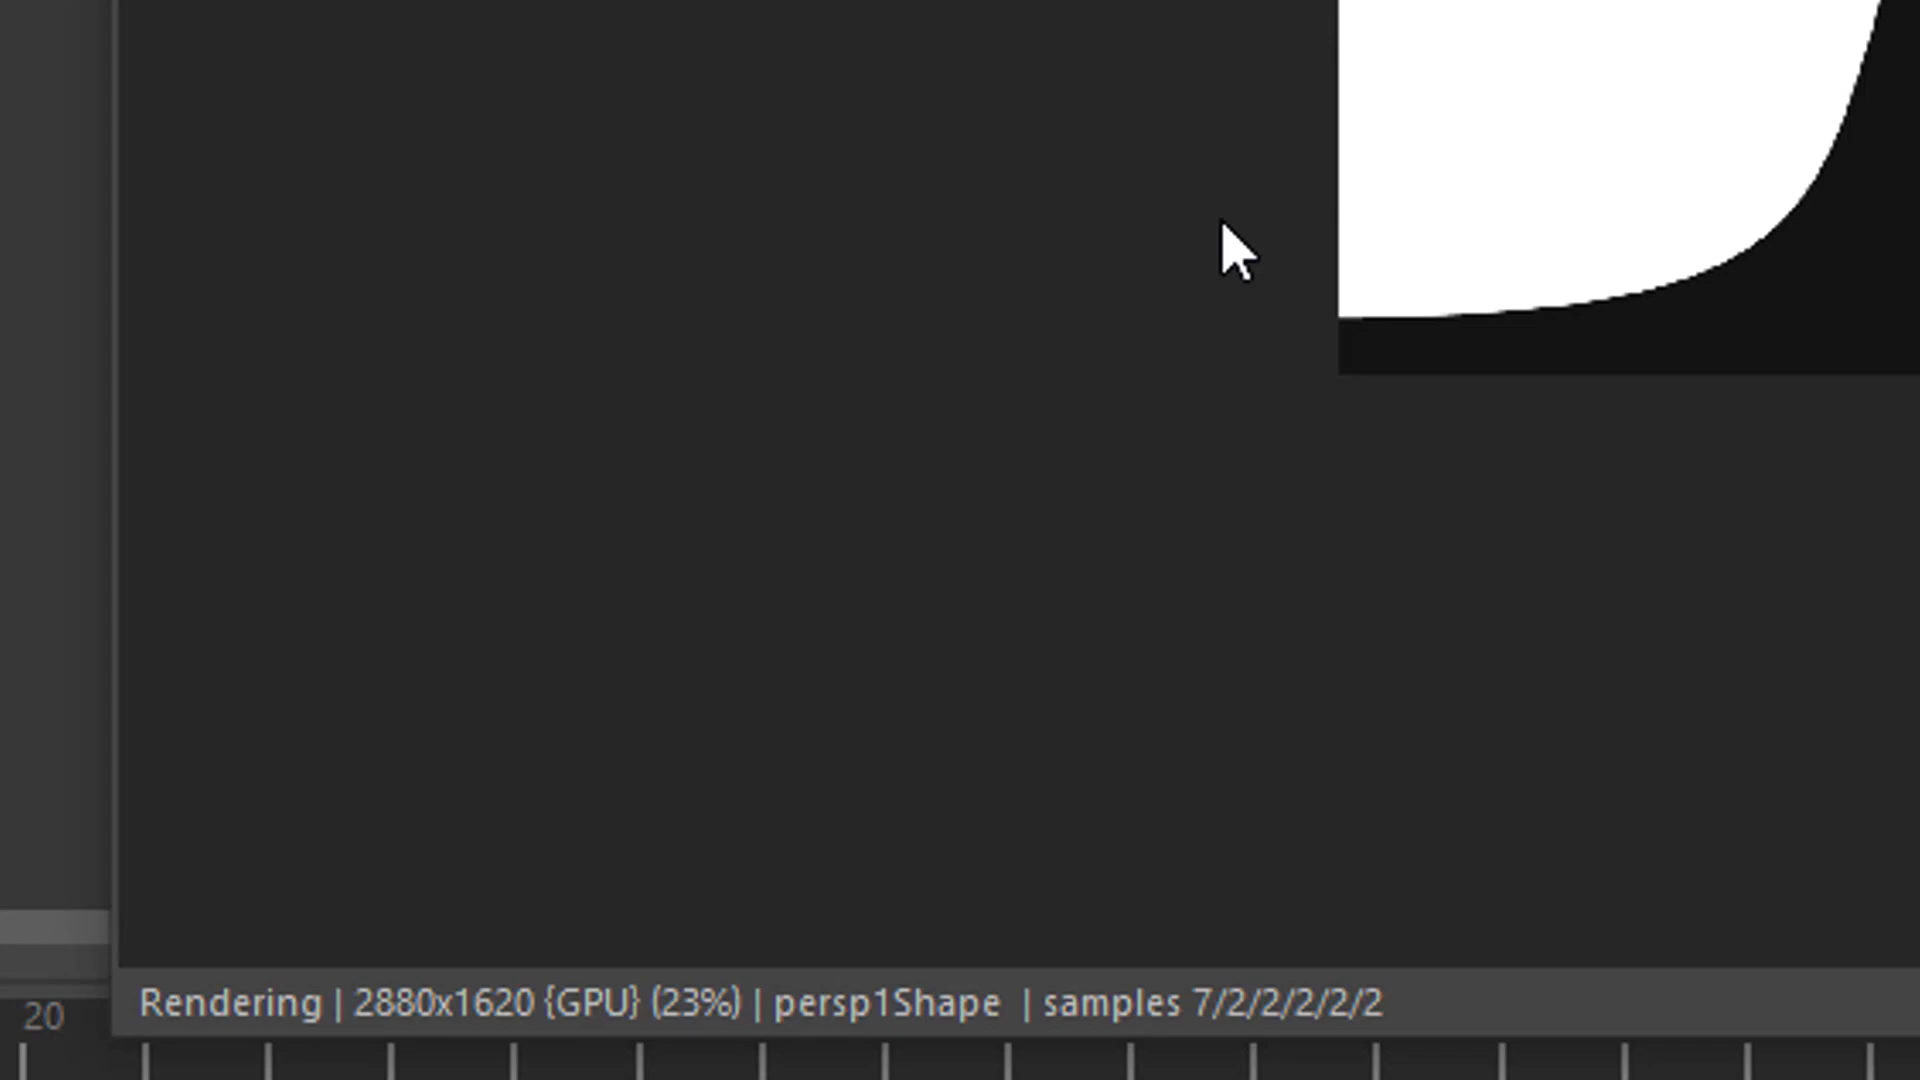 Rendering | 2880x1620 {GPU} (23%) | persp1Shape | samples 7/2/2/2/2/2
20